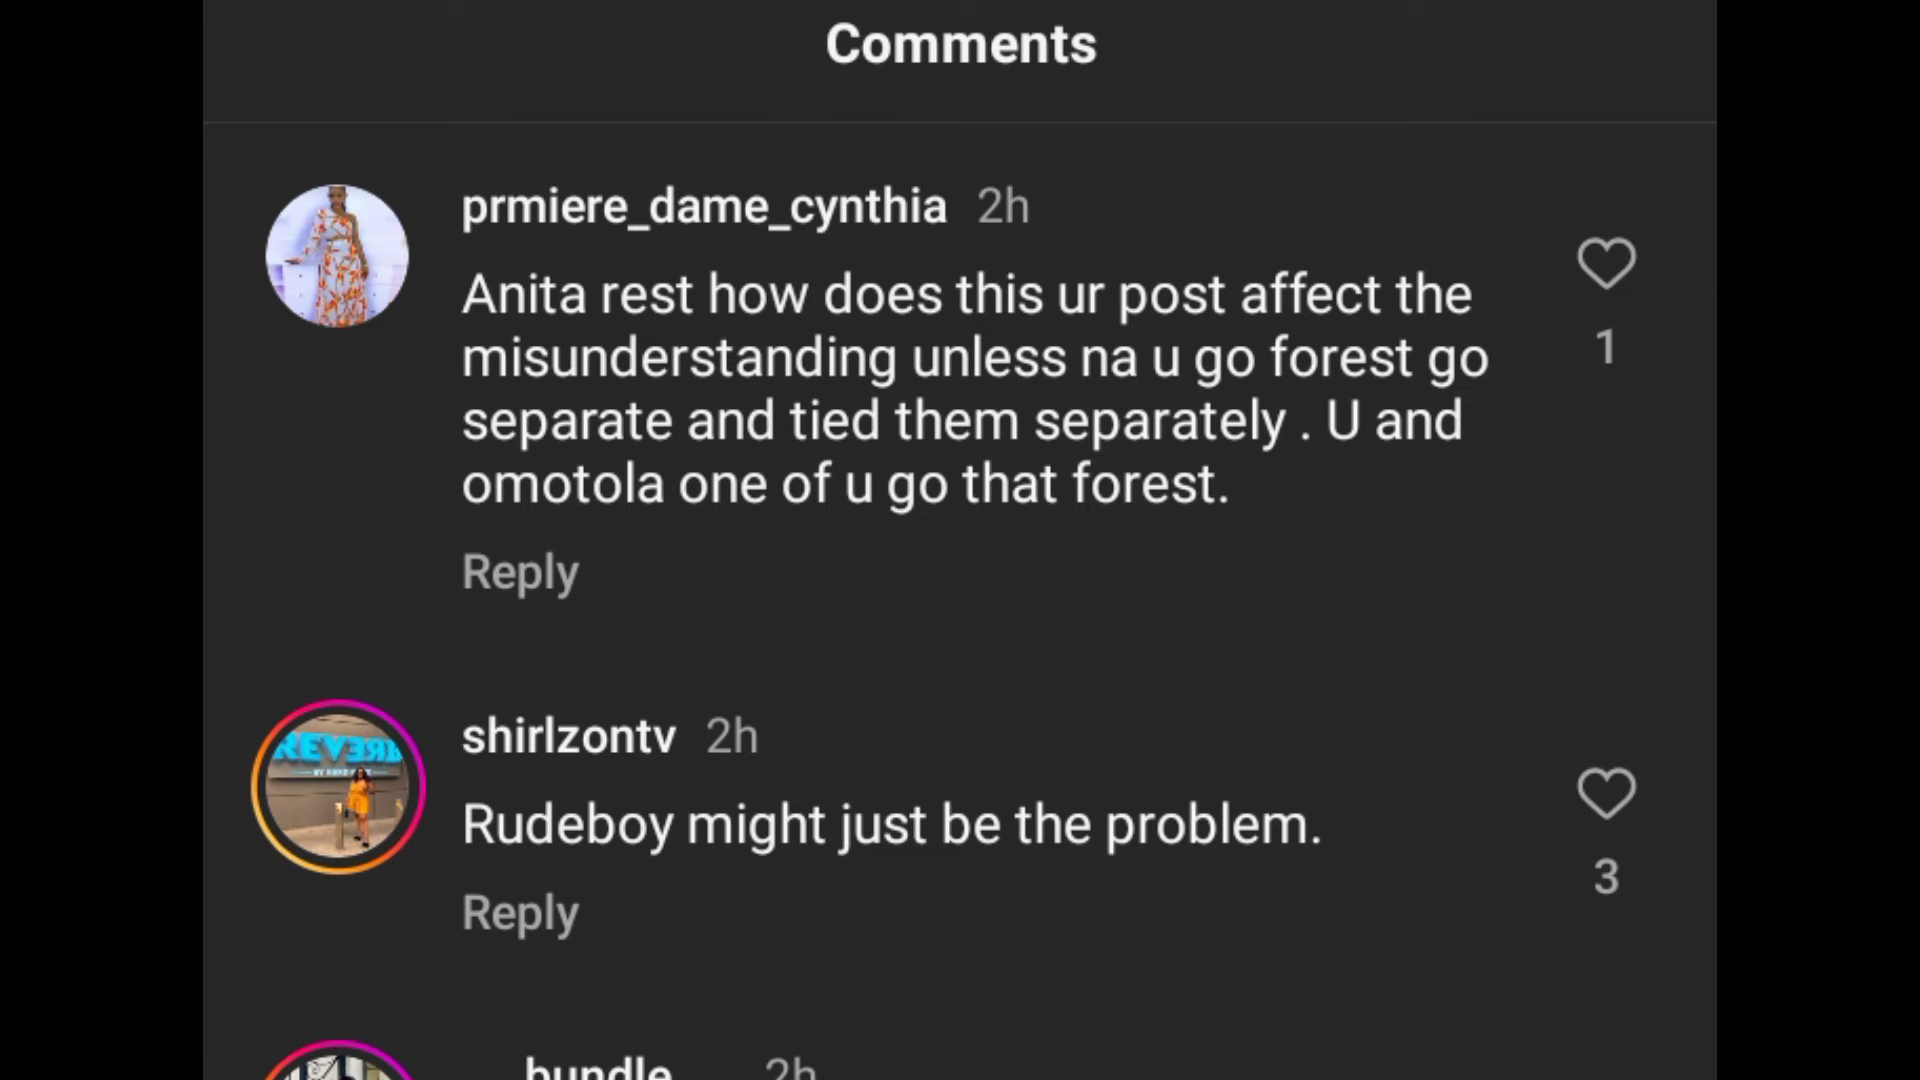 Comments
prmiere_dame_cynthia 2h
Anita rest how does this ur post affect the
misunderstanding unless na u go forest go
separate and tied them separately . U and
omotola one of u go that forest.
1
Reply
shirlzontv 2h
Rudeboy might just be the problem.
3
Reply
bundle 2h